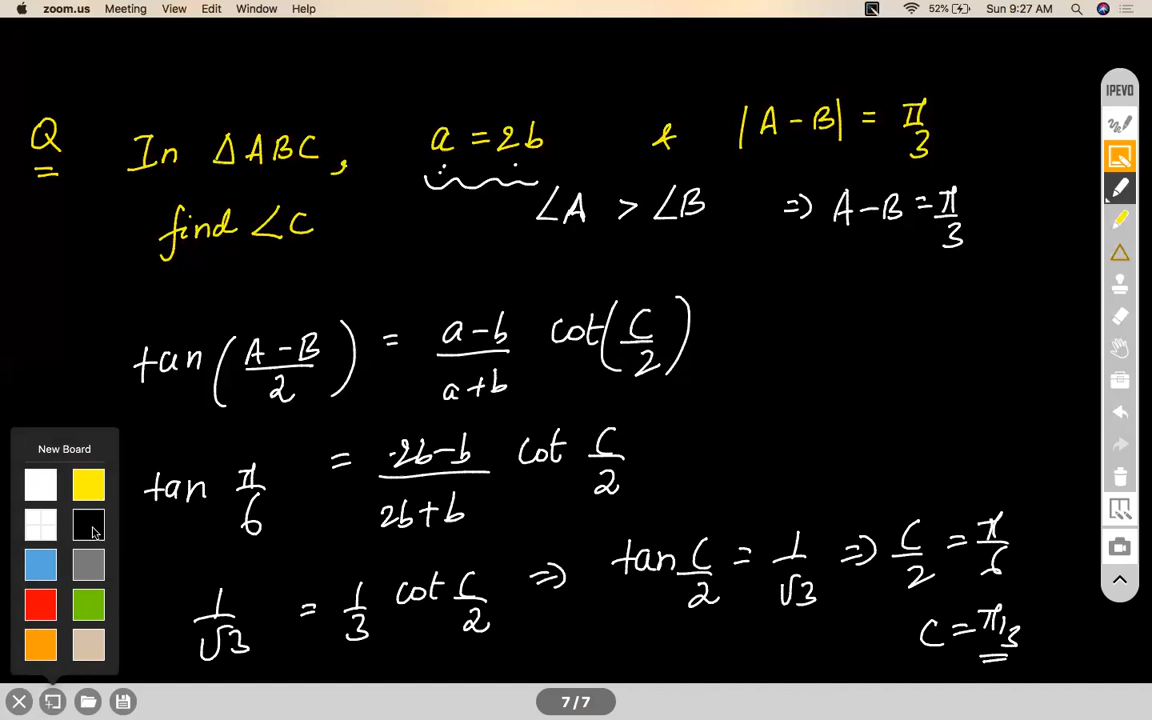 zoom.us Meeting View Edit Window Help 52% Sun 9:27 AM
IPEVO
Q In ΔABC, a = 2b & |A - B| = π/3
find ∠C ∠A > ∠B ⇒ A - B = π/3
tan((A - B)/2) = (a - b)/(a + b) cot(C/2)
tan π/6 = (2b - b)/(2b + b) cot C/2
1/√3 = 1/3 cot C/2 ⇒ tan C/2 = 1/√3 ⇒ C/2 = π/6
C = π/3
New Board
7/7